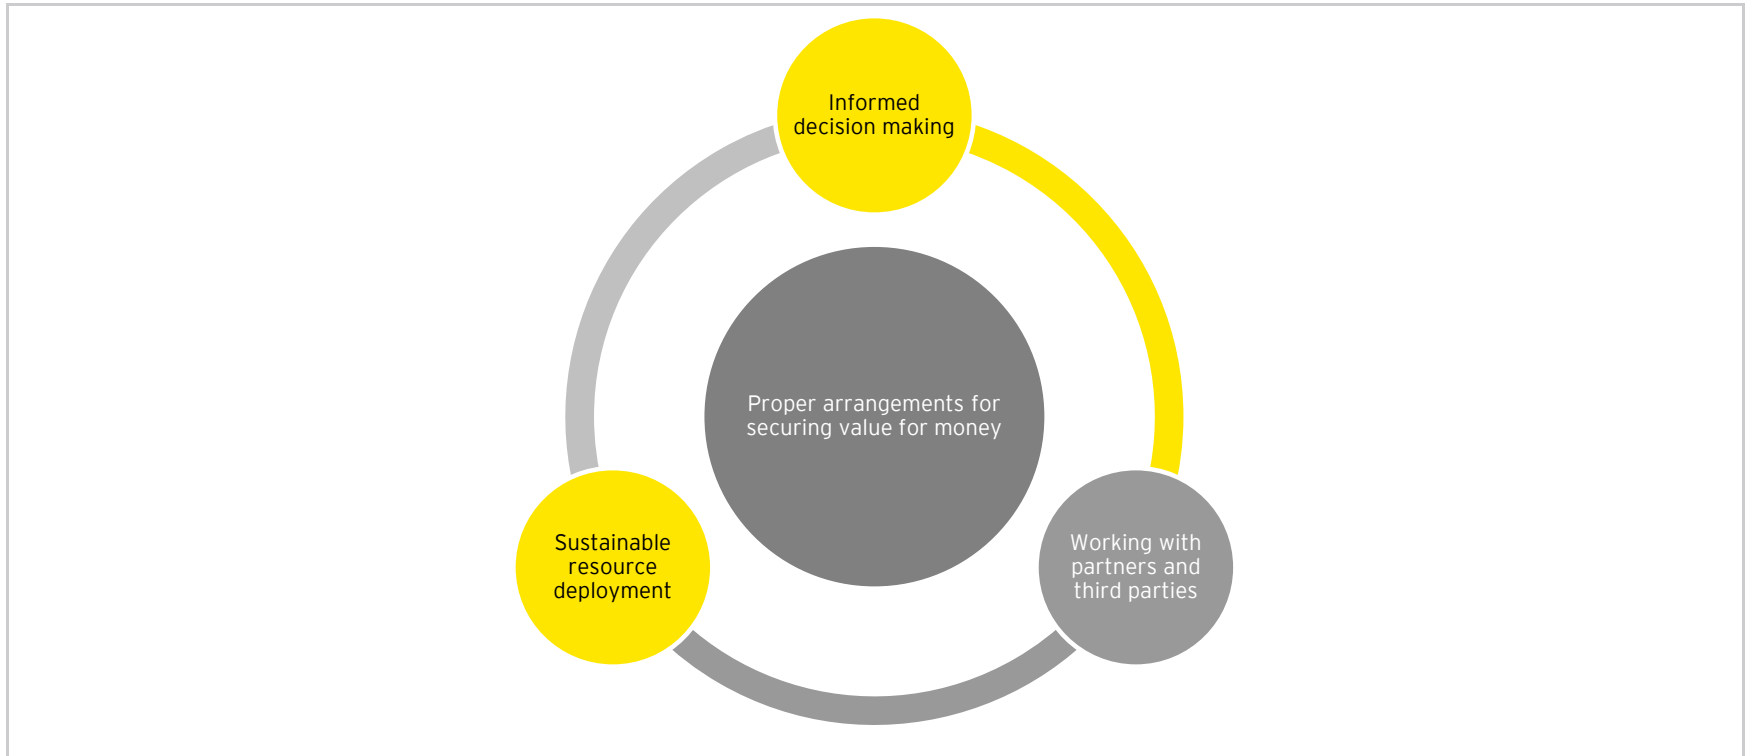 Informed
decision making
Proper arrangements for
securing value for money
Sustainable
resource
deployment
Working with
partners and
third parties